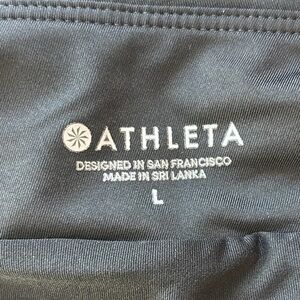 ATHLETA
DESIGNED IN SAN FRANCISCO
MADE IN SRI LANKA
L